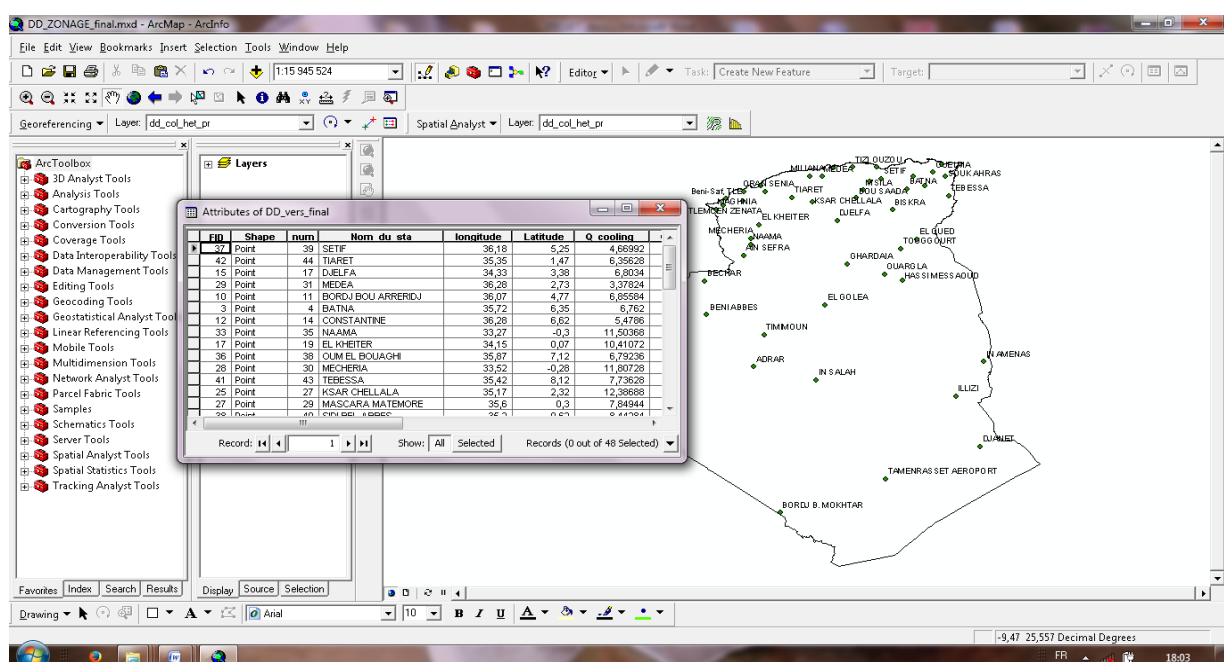 DD_ZONAGE_final.mxd - ArcMap - ArcInfo
File Edit View Bookmarks Insert Selection Tools Window Help
1:15 945 524 Editor Task: Create New Feature Target:
Georeferencing Layer: dd_col_het_pr Spatial Analyst Layer: dd_col_het_pr
ArcToolbox
3D Analyst Tools
Analysis Tools
Cartography Tools
Conversion Tools
Coverage Tools
Data Interoperability Tools
Data Management Tools
Editing Tools
Geocoding Tools
Geostatistical Analyst Tool
Linear Referencing Tools
Mobile Tools
Multidimension Tools
Network Analyst Tools
Parcel Fabric Tools
Samples
Schematics Tools
Server Tools
Spatial Analyst Tools
Spatial Statistics Tools
Tracking Analyst Tools
Favorites Index Search Results
Layers
Display Source Selection
Attributes of DD_vers_final
FID Shape num Nom_du_sta longitude Latitude Q_cooling
37 Point 39 SETIF 36,18 5,25 4,66992
42 Point 44 TIARET 35,35 1,47 6,35628
15 Point 17 DJELFA 34,33 3,38 6,8034
29 Point 31 MEDEA 36,28 2,73 3,37824
10 Point 11 BORDJ BOU ARRERIDJ 36,07 4,77 6,85584
3 Point 4 BATNA 35,72 6,35 6,762
12 Point 14 CONSTANTINE 36,28 6,62 5,4786
33 Point 35 NAAMA 33,27 -0,3 11,50368
17 Point 19 EL KHEITER 34,15 0,07 10,41072
36 Point 38 OUM EL BOUAGHI 35,87 7,12 6,79236
28 Point 30 MECHERIA 33,52 -0,28 11,80728
41 Point 43 TEBESSA 35,42 8,12 7,73628
25 Point 27 KSAR CHELLALA 35,17 2,32 12,38688
27 Point 29 MASCARA MATEMORE 35,6 0,3 7,84944
Record: 1 Show: All Selected Records (0 out of 48 Selected)
TIZI OUZOU
GUELMA
MILIANA MEDEA
SETIF
SOUK AHRAS
ORAN SENIA
M SILA
BATNA
Beni-Saf
TIARET
BOU SAADA
TEBESSA
MAGHNIA
KSAR CHELLALA
BISKRA
TLEMCEN ZENATA
EL KHEITER
DJELFA
MECHERIA
NAAMA
EL QUED
TOUGGOURT
AIN SEFRA
GHARDAIA
OUARGLA
BECHAR
HASSI MESSAOUD
BENI ABBES
EL GOLEA
TIMIMOUN
ADRAR
IN AMENAS
IN SALAH
ILLIZI
DJANET
TAMENRASSET AEROPORT
BORDJ B. MOKHTAR
Drawing A Arial 10 B I U A
-9,47 25,557 Decimal Degrees
FR 18:03